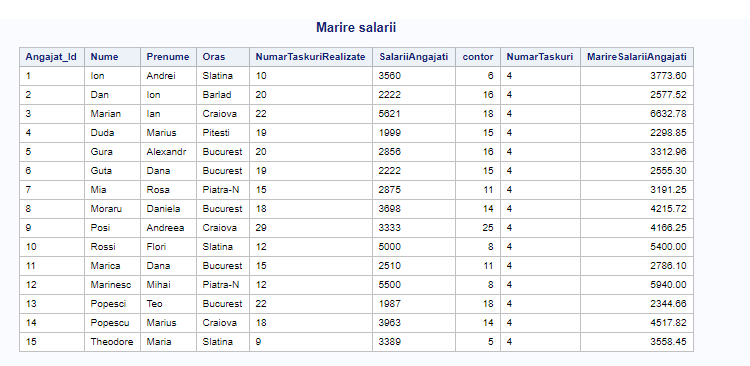 Marire salarii
Angajat_Id Nume Prenume Oras NumarTaskuriRealizate SalariiAngajati contor NumarTaskuri MarireSalariiAngajati
1 Ion Andrei Slatina 10 3560 6 4 3773.60
2 Dan Ion Barlad 20 2222 16 4 2577.52
3 Marian Ian Craiova 22 5621 18 4 6632.78
4 Duda Marius Pitesti 19 1999 15 4 2298.85
5 Gura Alexandr Bucurest 20 2856 16 4 3312.96
6 Guta Dana Bucurest 19 2222 15 4 2555.30
7 Mia Rosa Piatra-N 15 2875 11 4 3191.25
8 Moraru Daniela Bucurest 18 3698 14 4 4215.72
9 Posi Andreea Craiova 29 3333 25 4 4166.25
10 Rossi Flori Slatina 12 5000 8 4 5400.00
11 Marica Dana Bucurest 15 2510 11 4 2786.10
12 Marinesc Mihai Piatra-N 12 5500 8 4 5940.00
13 Popesci Teo Bucurest 22 1987 18 4 2344.66
14 Popescu Marius Craiova 18 3963 14 4 4517.82
15 Theodore Maria Slatina 9 3389 5 4 3558.45